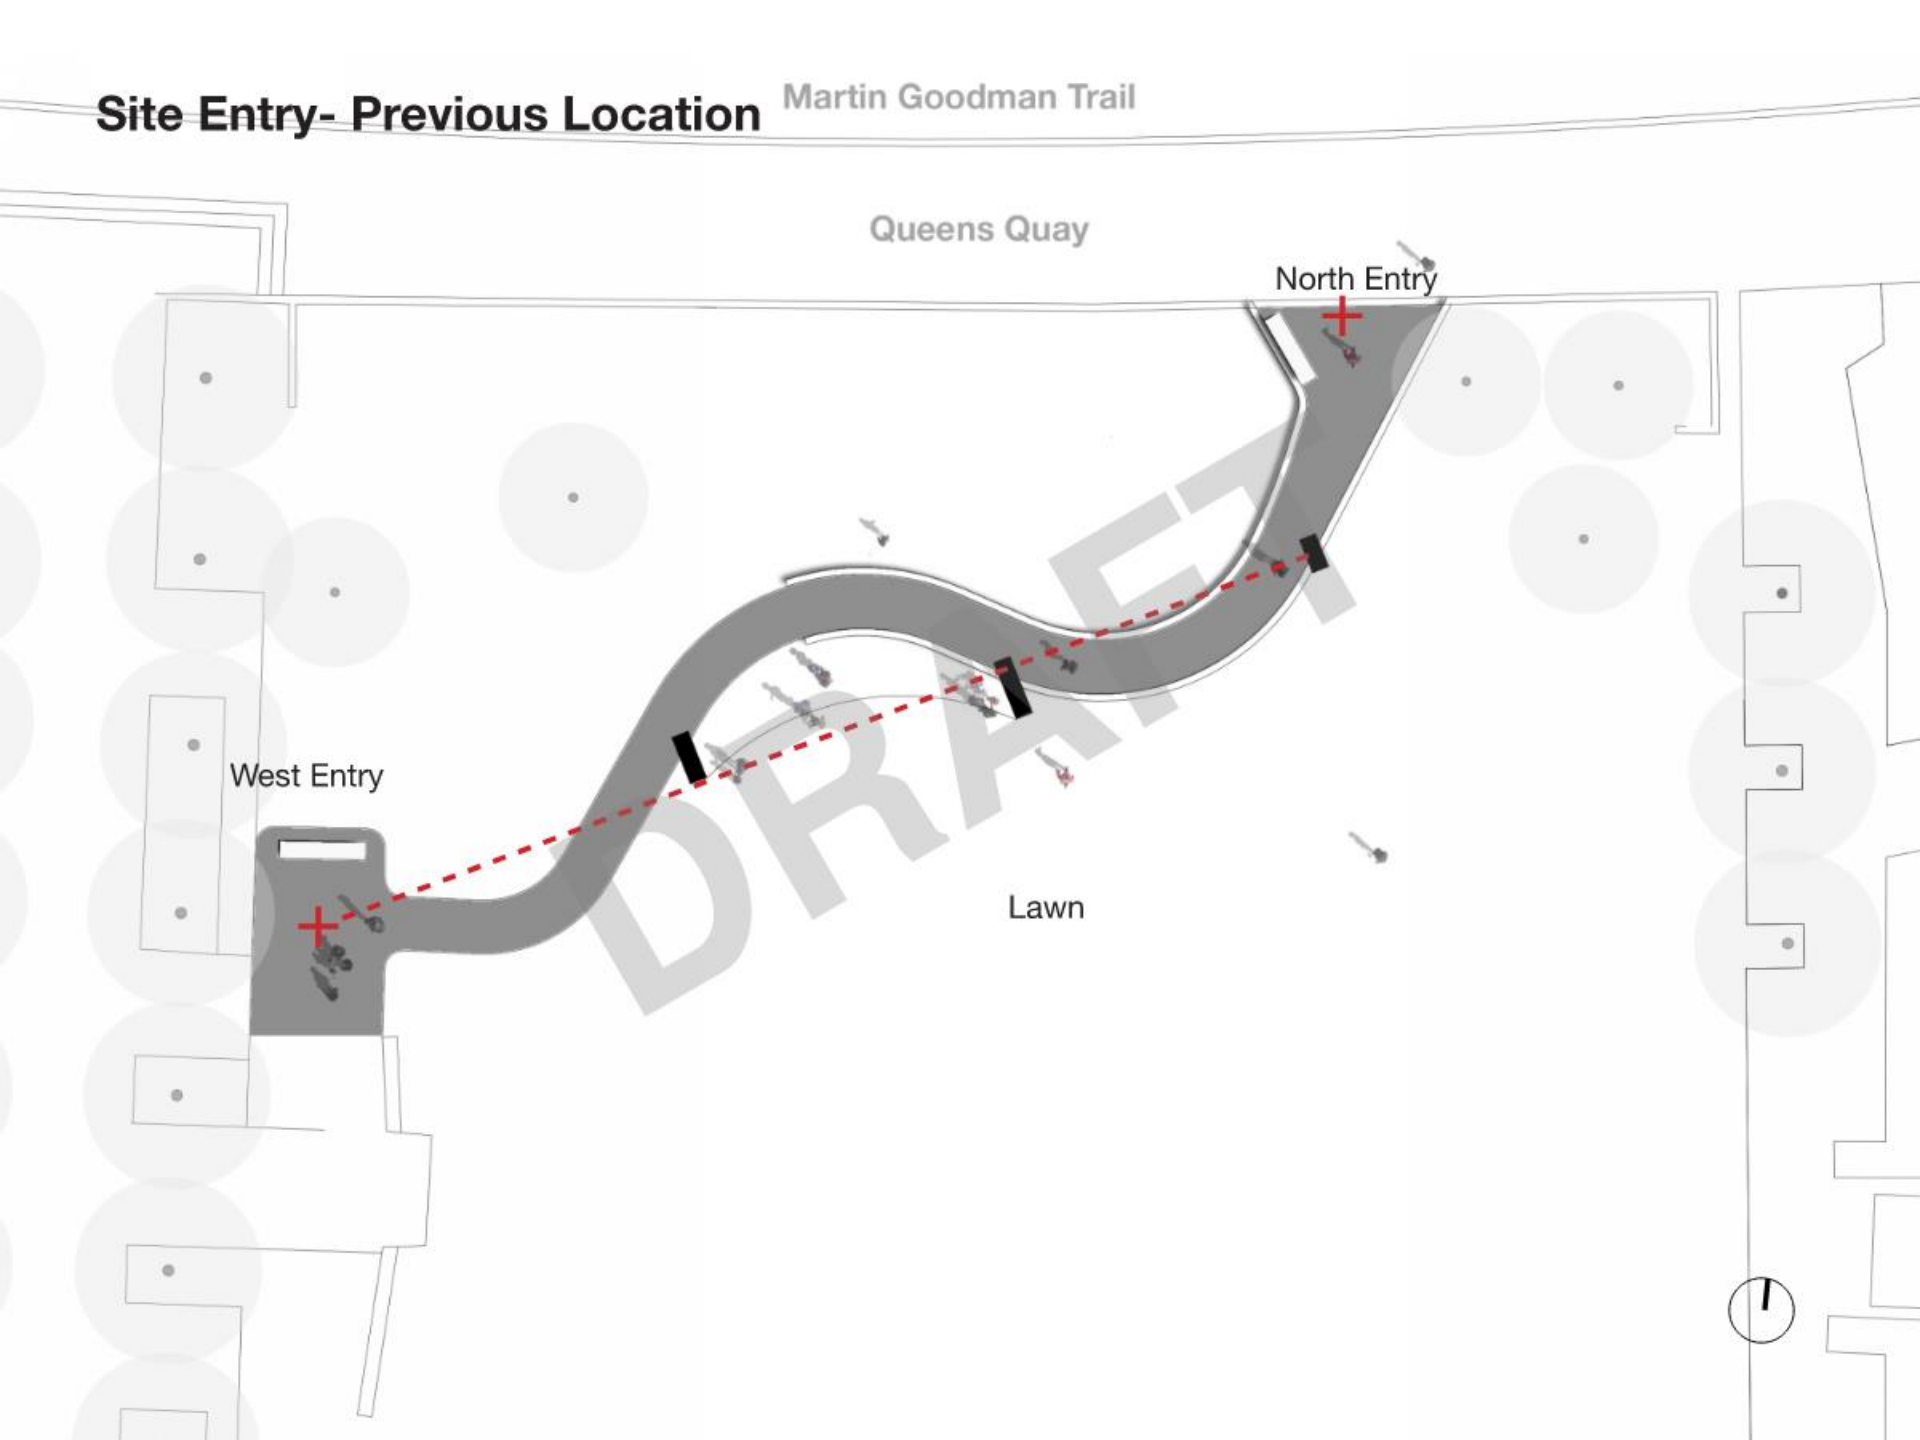 Site Entry- Previous Location
Martin Goodman Trail
Queens Quay
North Entry
West Entry
DRAFT
Lawn